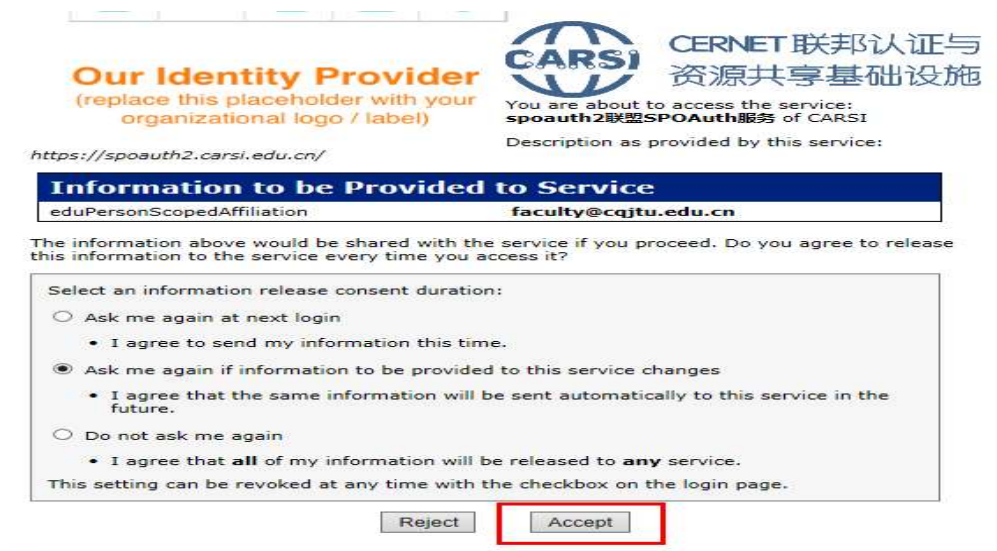 CARSI
CERNET 联邦认证与
资源共享基础设施
Our Identity Provider
(replace this placeholder with your
organizational logo / label)
You are about to access the service:
spoauth2联盟SPOAuth服务 of CARSI
Description as provided by this service:
https://spoauth2.carsi.edu.cn/
Information to be Provided to Service
eduPersonScopedAffiliation faculty@cqjtu.edu.cn
The information above would be shared with the service if you proceed. Do you agree to release
this information to the service every time you access it?
Select an information release consent duration:
Ask me again at next login
• I agree to send my information this time.
Ask me again if information to be provided to this service changes
• I agree that the same information will be sent automatically to this service in the
future.
Do not ask me again
• I agree that all of my information will be released to any service.
This setting can be revoked at any time with the checkbox on the login page.
Reject Accept